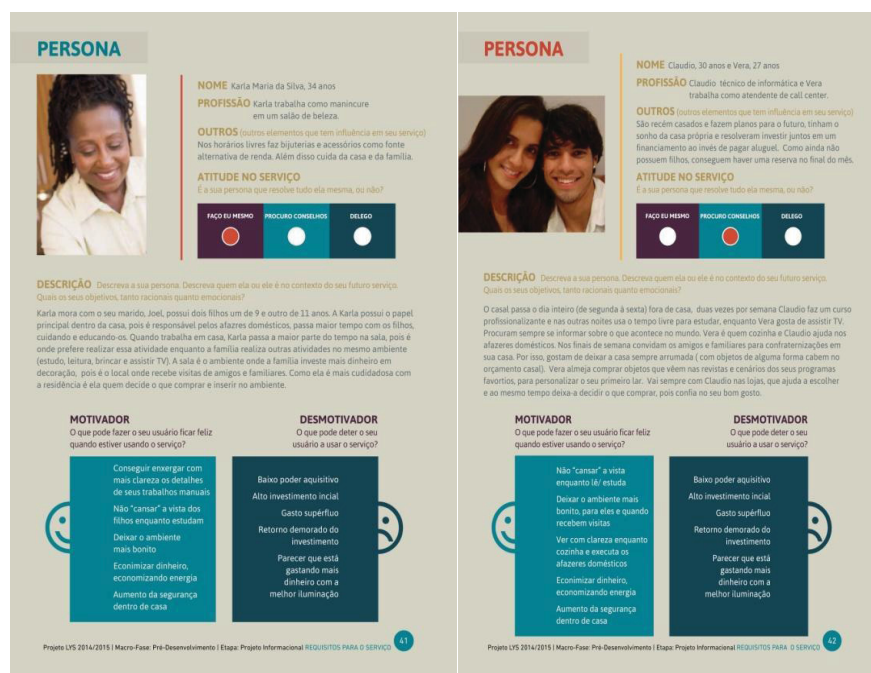 PERSONA
NOME Karla Maria da Silva, 34 anos
PROFISSÃO Karla trabalha como manincure
em um salão de beleza.
OUTROS (outros elementos que tem influência em seu serviço)
Nos horários livres faz bijuterie e acessórios como fonte
alternativa de renda. Além disso cuida da casa e da família.
ATITUDE NO SERVIÇO
É a sua persona que resolve tudo ela mesma, ou não?
FAÇO EU MESMO
PROCURO CONSELHOS
DELEGO
DESCRIÇÃO Descreva a sua persona. Descreva quem ela ou ele é no contexto do seu futuro serviço.
Quais os seus objetivos, tanto racionais quanto emocionais?
Karla mora com o seu marido, Joel, possui dois filhos um de 9 e outro de 11 anos. A Karla possui o papel
principal dentro da casa, pois é responsável pelos afazeres domésticos, passa maior tempo com os filhos,
cuidando e educando-os. Quando trabalha em casa, Karla passa a maior parte do tempo na sala, pois é
onde prefere realizar essa atividade enquanto a família realiza outras atividades no mesmo ambiente
(estudo, leitura, brincar e assistir TV). A sala é o ambiente onde a família investe mais dinheiro em
decoração, pois é o local onde recebe visitas de amigos e familiares. Como ela é mais cudidadosa com
a residência é ela quem decide o que comprar e inserir no ambiente.
MOTIVADOR
O que pode fazer o seu usuário ficar feliz
quando estiver usando o serviço?
Conseguir enxergar com
mais clareza os detalhes
de seus trabalhos manuais
Não "cansar" a vista dos
filhos enquanto estudam
Deixar o ambiente
mais bonito
Econimizar dinheiro,
economizando energia
Aumento da segurança
dentro de casa
DESMOTIVADOR
O que pode deter o seu
usuário a usar o serviço?
Baixo poder aquisitivo
Alto investimento incial
Gasto supérfluo
Retorno demorado do
investimento
Parecer que está
gastando mais
dinheiro com a
melhor iluminação
Projeto LYS 2014/2015 | Macro-Fase: Pré-Desenvolvimento | Etapa: Projeto Informacional REQUISITOS PARA O SERVIÇO
41
PERSONA
NOME Claudio, 30 anos e Vera, 27 anos
PROFISSÃO Claudio técnico de informática e Vera
trabalha como atendente de call center.
OUTROS (outros elementos que tem influência em seu serviço)
São recém casados e fazem planos para o futuro, tinham o
sonho da casa própria e resolveram investir juntos em um
financiamento ao invés de pagar aluguel. Como ainda não
possuem filhos, conseguem haver uma reserva no final do mês.
ATITUDE NO SERVIÇO
É a sua persona que resolve tudo ela mesma, ou não?
FAÇO EU MESMO
PROCURO CONSELHOS
DELEGO
DESCRIÇÃO Descreva a sua persona. Descreva quem ela ou ele é no contexto do seu futuro serviço.
Quais os seus objetivos, tanto racionais quanto emocionais?
O casal passa o dia inteiro (de segunda à sexta) fora de casa, duas vezes por semana Claudio faz um curso
profissionalizante e nas outras noites usa o tempo livre para estudar, enquanto Vera gosta de assistir TV.
Procuram sempre se informar sobre o que acontece no mundo. Vera é quem cozinha e Claudio ajuda nos
afazeres domésticos. Nos finais de semana convidam os amigos e familiares para confraternizações em
sua casa. Por isso, gostam de deixar a casa sempre arrumada ( com objetos de alguma forma cabem no
orçamento casal). Vera almeja comprar objetos que vêem nas revistas e cenários dos seus programas
favortios, para personalizar o seu primeiro lar. Vai sempre com Claudio nas lojas, que ajuda a escolher
e ao mesmo tempo deixa-a decidir o que comprar, pois confia no seu bom gosto.
MOTIVADOR
O que pode fazer o seu usuário ficar feliz
quando estiver usando o serviço?
Não "cansar" a vista
enquanto lê/ estuda
Deixar o ambiente mais
bonito, para eles e quando
recebem visitas
Ver com clareza enquanto
cozinha e executa os
afazeres domésticos
Econimizar dinheiro,
economizando energia
Aumento da segurança
dentro de casa
DESMOTIVADOR
O que pode deter o seu
usuário a usar o serviço?
Baixo poder aquisitivo
Alto investimento incial
Gasto supérfluo
Retorno demorado do
investimento
Parecer que está
gastando mais
dinheiro com a
melhor iluminação
Projeto LYS 2014/2015 | Macro-Fase: Pré-Desenvolvimento | Etapa: Projeto Informacional REQUISITOS PARA O SERVIÇO
42